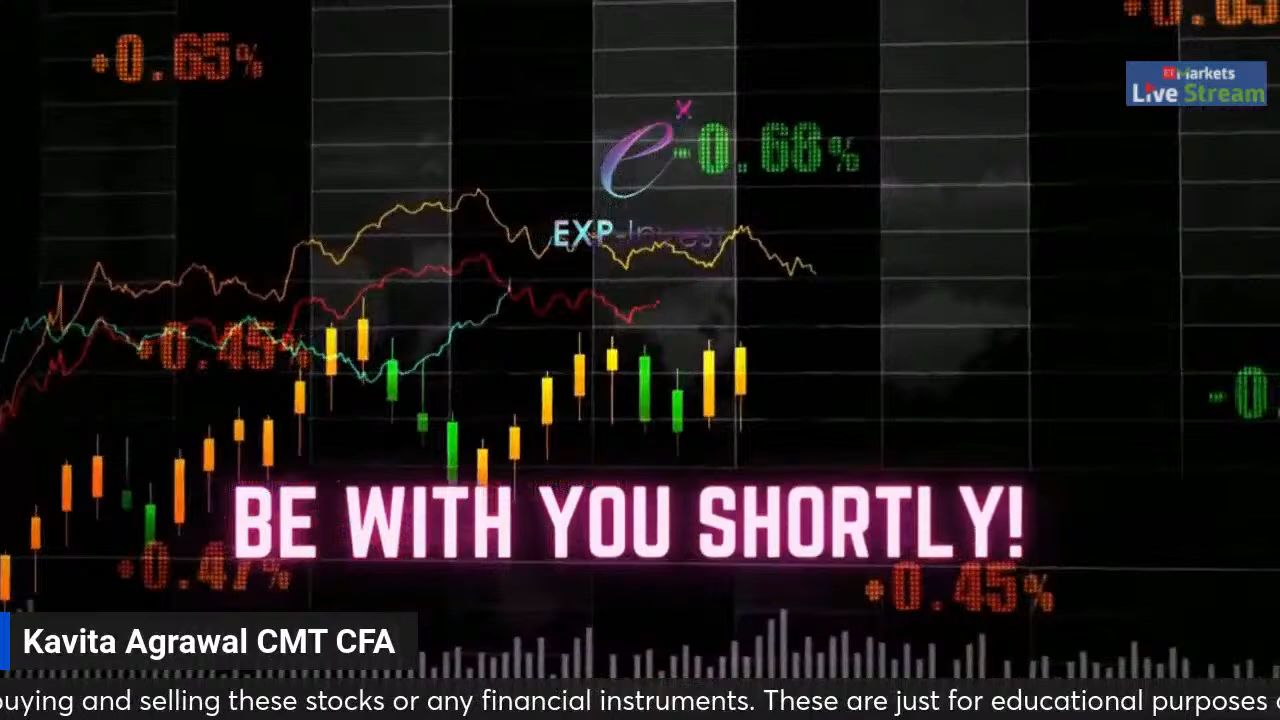 +0.65%
ET Markets
Live Stream
e^x
-0.68%
EXP-Invest
+0.45%
BE WITH YOU SHORTLY!
+0.47%
+0.45%
Kavita Agrawal CMT CFA
buying and selling these stocks or any financial instruments. These are just for educational purposes